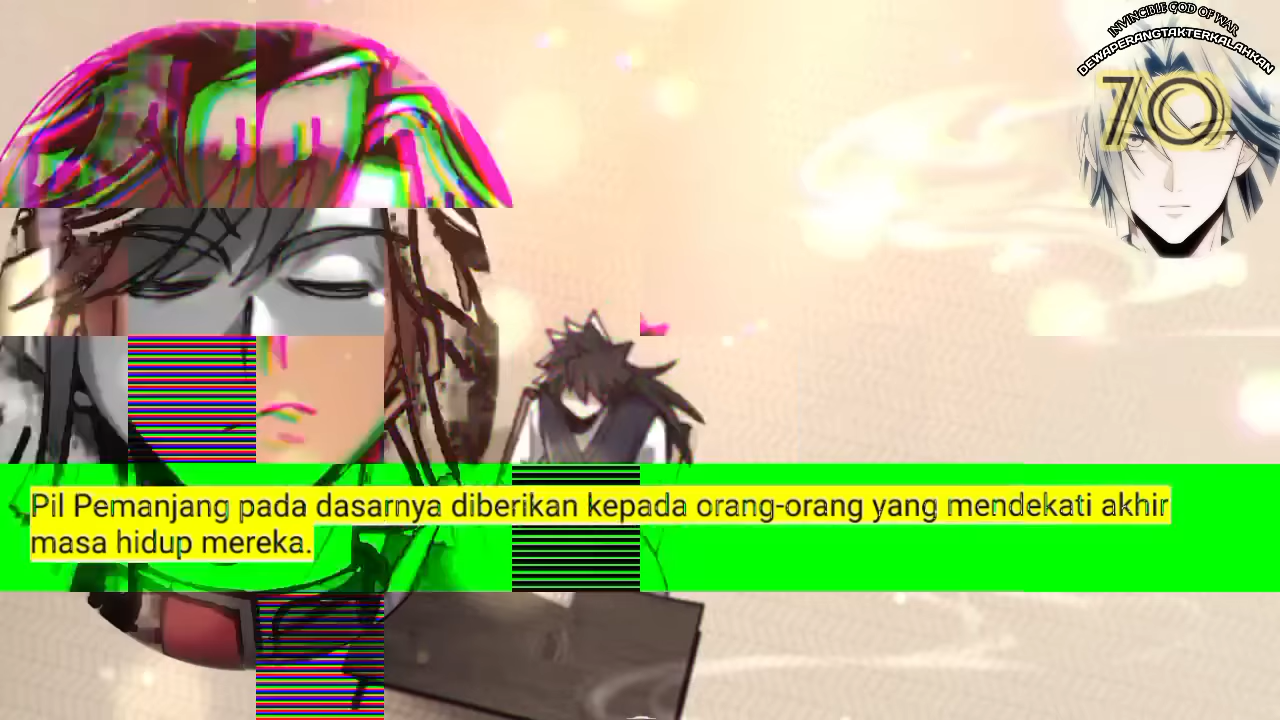 INVINCIBLE GOD OF WAR
DEWAPERANGTAKTERKALAHKAN
70
Pil Pemanjang pada dasarnya diberikan kepada orang-orang yang mendekati akhir
masa hidup mereka.